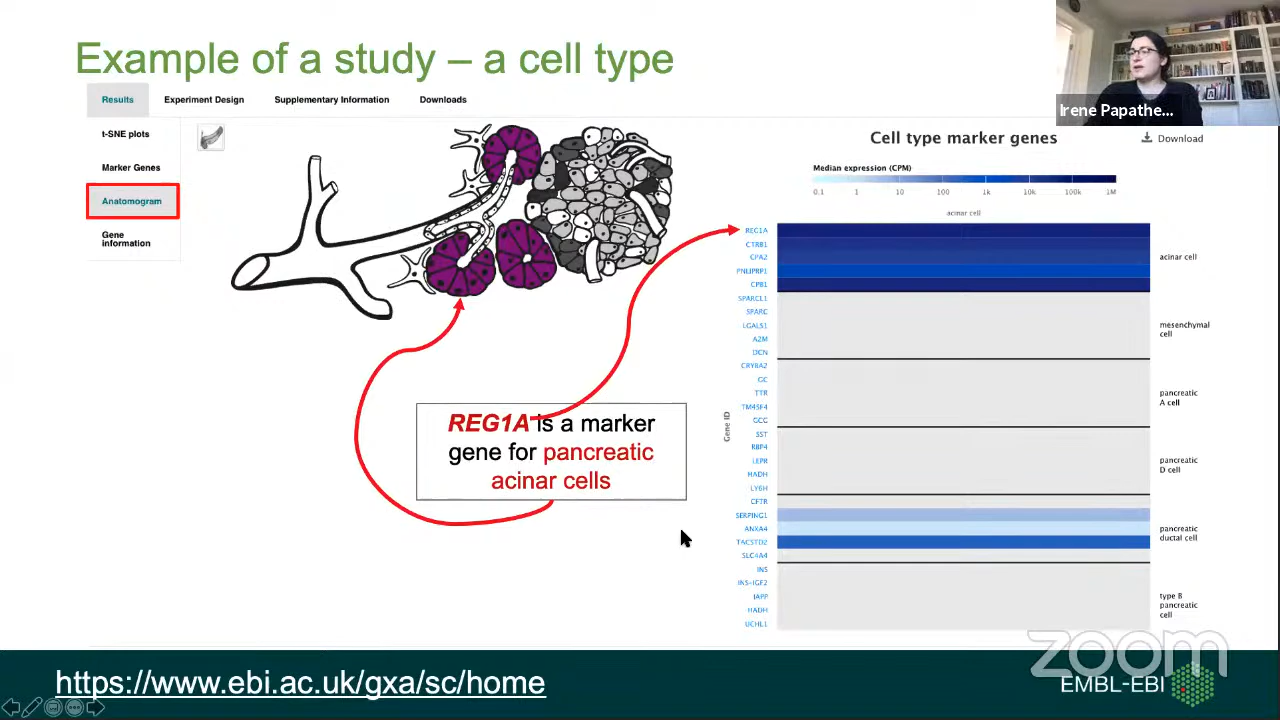 Example of a study – a cell type
Irene Papathe...
Results
Experiment Design
Supplementary Information
Downloads
t-SNE plots
Marker Genes
Anatomogram
Gene
information
Cell type marker genes
Download
Median expression (CPM)
0.1 1 10 100 1k 10k 100k 1M
acinar cell
Gene ID
REG1A
CTRB1
CPA2
PNLIPRP1
CPB1
SPARCL1
SPARC
LGALS1
A2M
DCN
CRYBA2
GC
TTR
TM4SF4
GCG
SST
RBP4
LEPR
HADH
LY6H
CFTR
SERPING1
ANXA4
TACSTD2
SLC4A4
INS
INS-IGF2
IAPP
HADH
UCHL1
acinar cell
mesenchymal
cell
pancreatic
A cell
pancreatic
D cell
pancreatic
ductal cell
type B
pancreatic
cell
REG1A is a marker
gene for pancreatic
acinar cells
https://www.ebi.ac.uk/gxa/sc/home
zoom
EMBL-EBI